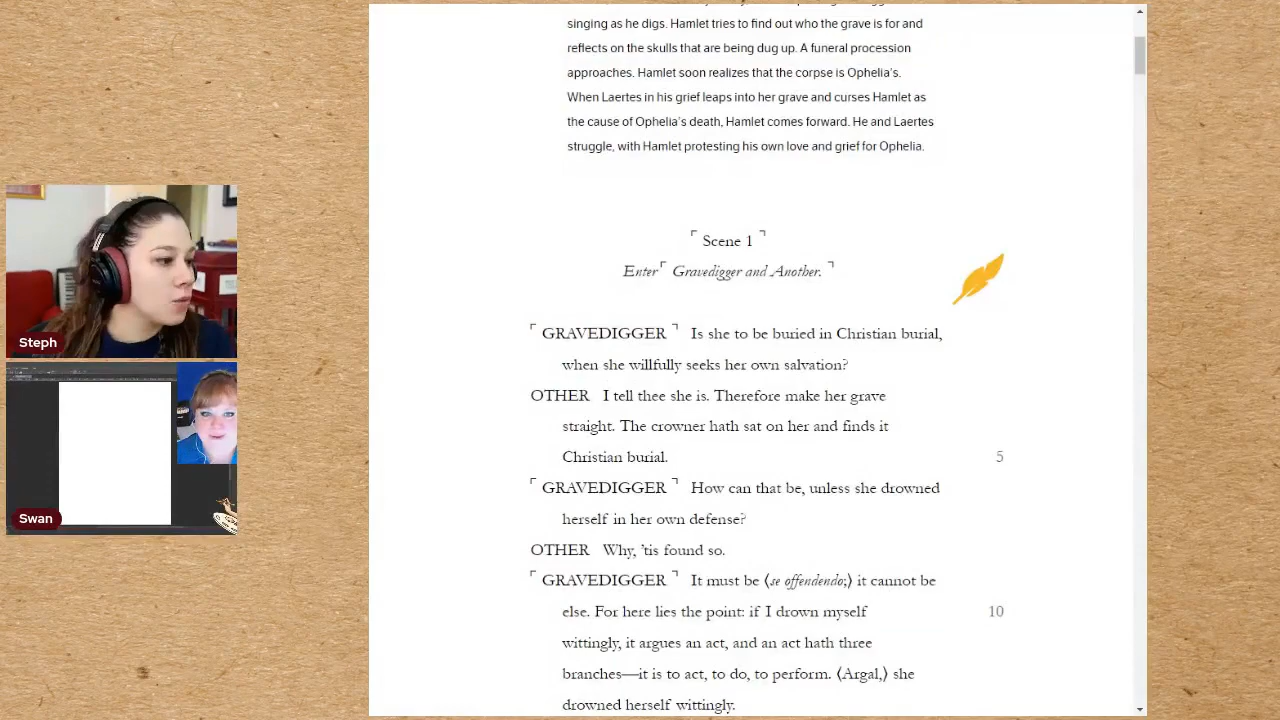 singing as he digs. Hamlet tries to find out who the grave is for and
reflects on the skulls that are being dug up. A funeral procession
approaches. Hamlet soon realizes that the corpse is Ophelia's.
When Laertes in his grief leaps into her grave and curses Hamlet as
the cause of Ophelia's death, Hamlet comes forward. He and Laertes
struggle, with Hamlet protesting his own love and grief for Ophelia.
⌜Scene 1⌝
Enter ⌜Gravedigger and Another.⌝
⌜GRAVEDIGGER⌝ Is she to be buried in Christian burial,
when she willfully seeks her own salvation?
OTHER I tell thee she is. Therefore make her grave
straight. The crowner hath sat on her and finds it
Christian burial. 5
⌜GRAVEDIGGER⌝ How can that be, unless she drowned
herself in her own defense?
OTHER Why, 'tis found so.
⌜GRAVEDIGGER⌝ It must be ⟨se offendendo;⟩ it cannot be
else. For here lies the point: if I drown myself 10
wittingly, it argues an act, and an act hath three
branches—it is to act, to do, to perform. ⟨Argal,⟩ she
drowned herself wittingly.
Steph
Swan